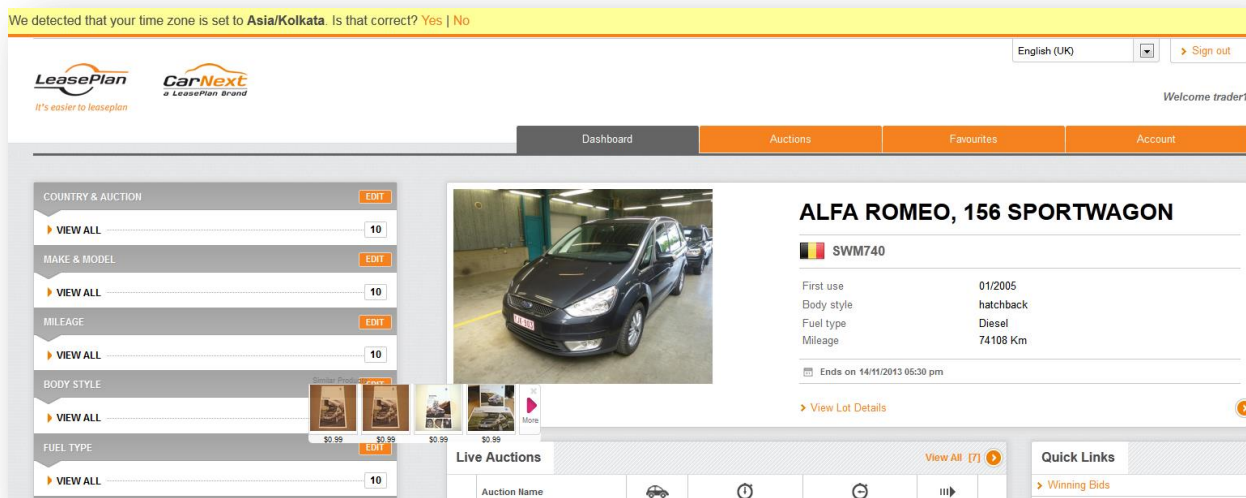 We detected that your time zone is set to Asia/Kolkata. Is that correct? Yes | No
English (UK)
Sign out
LeasePlan
It's easier to leaseplan
CarNext
a LeasePlan Brand
Welcome trader1
Dashboard
Auctions
Favourites
Account
COUNTRY & AUCTION EDIT
VIEW ALL 10
MAKE & MODEL EDIT
VIEW ALL 10
MILEAGE EDIT
VIEW ALL 10
BODY STYLE EDIT
VIEW ALL
FUEL TYPE EDIT
VIEW ALL 10
Similar Produ
$0.99 $0.99 $0.99 $0.99
More
ALFA ROMEO, 156 SPORTWAGON
SWM740
First use 01/2005
Body style hatchback
Fuel type Diesel
Mileage 74108 Km
Ends on 14/11/2013 05:30 pm
View Lot Details
Live Auctions
View All [7]
Auction Name
Quick Links
Winning Bids